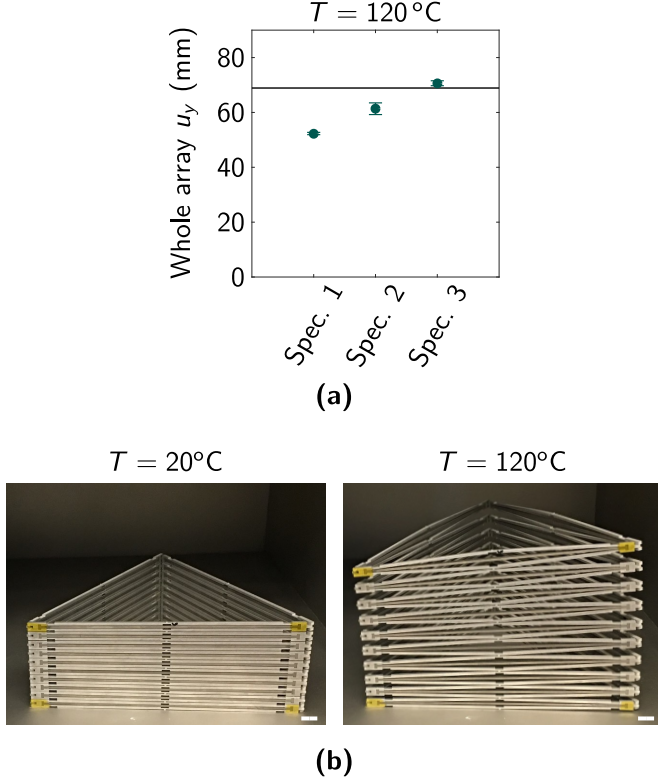 T = 120 °C
Whole array u_y (mm)
80
60
40
20
0
Spec. 1
Spec. 2
Spec. 3
(a)
T = 20°C
T = 120°C
(b)